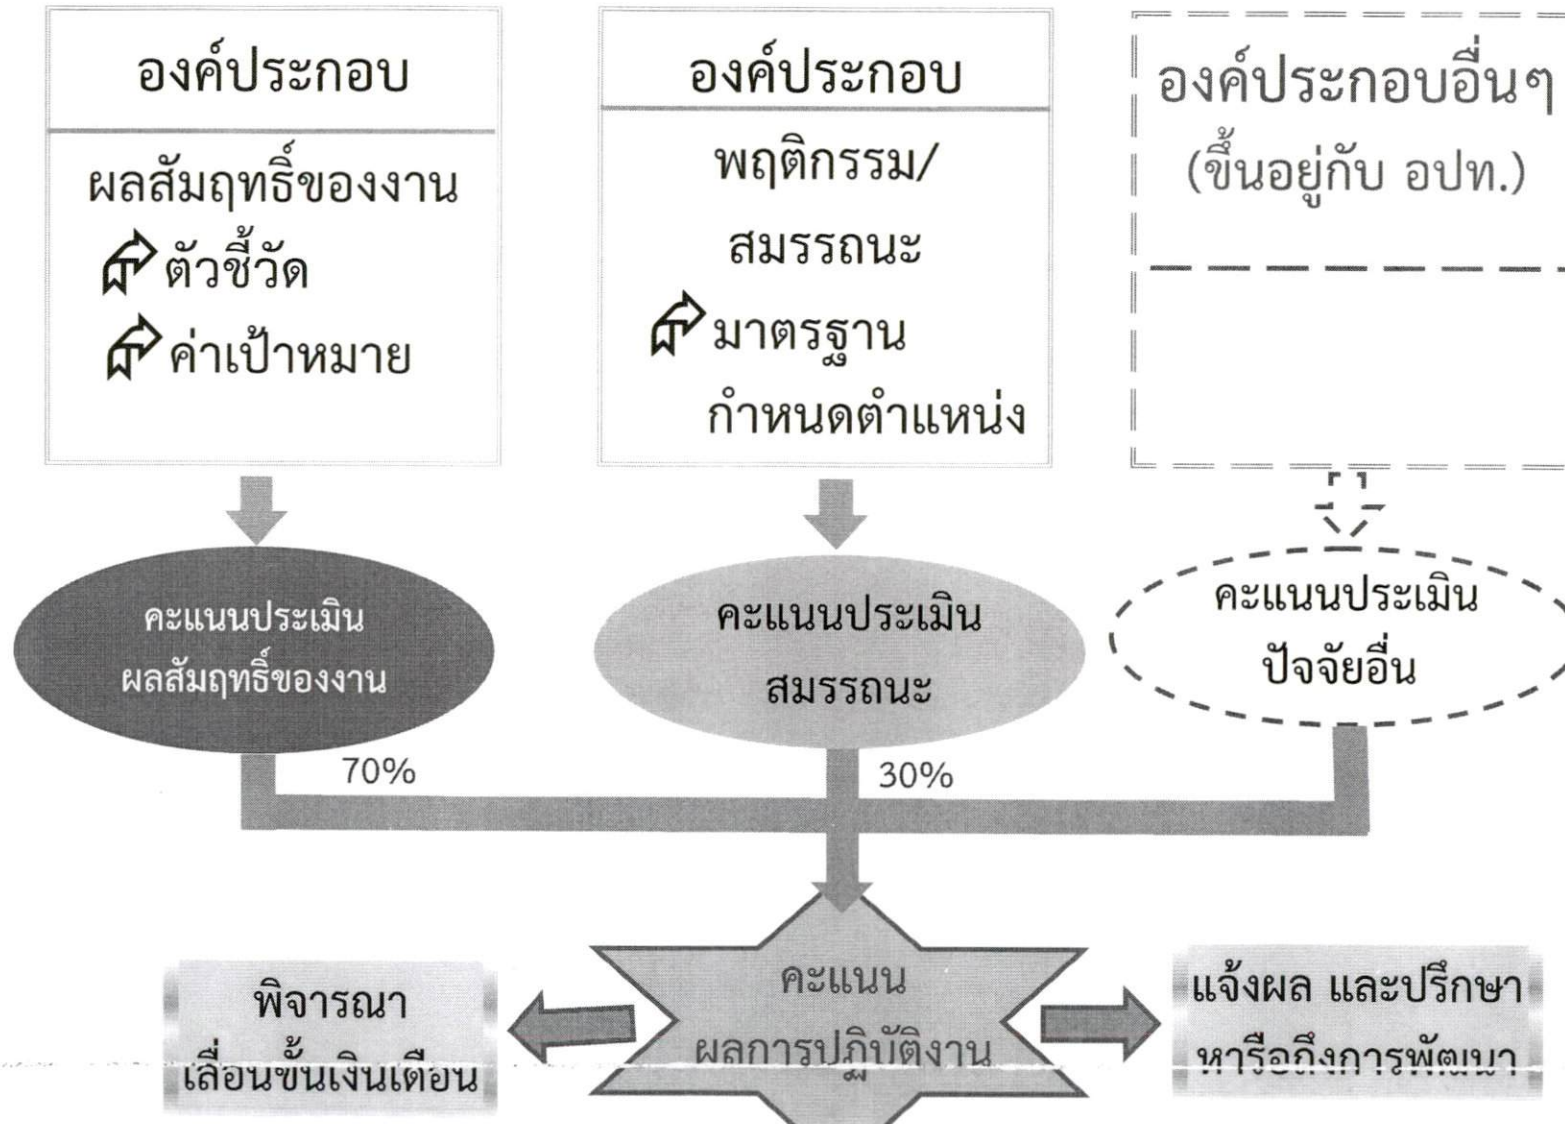 องค์ประกอบ
ผลสัมฤทธิ์ของงาน
ตัวชี้วัด
ค่าเป้าหมาย
องค์ประกอบ
พฤติกรรม/
สมรรถนะ
มาตรฐาน
กำหนดตำแหน่ง
องค์ประกอบอื่นๆ
(ขึ้นอยู่กับ อปท.)
คะแนนประเมิน
ผลสัมฤทธิ์ของงาน
คะแนนประเมิน
สมรรถนะ
คะแนนประเมิน
ปัจจัยอื่น
70%
30%
พิจารณา
เลื่อนขั้นเงินเดือน
คะแนน
ผลการปฏิบัติงาน
แจ้งผล และปรึกษา
หารือถึงการพัฒนา